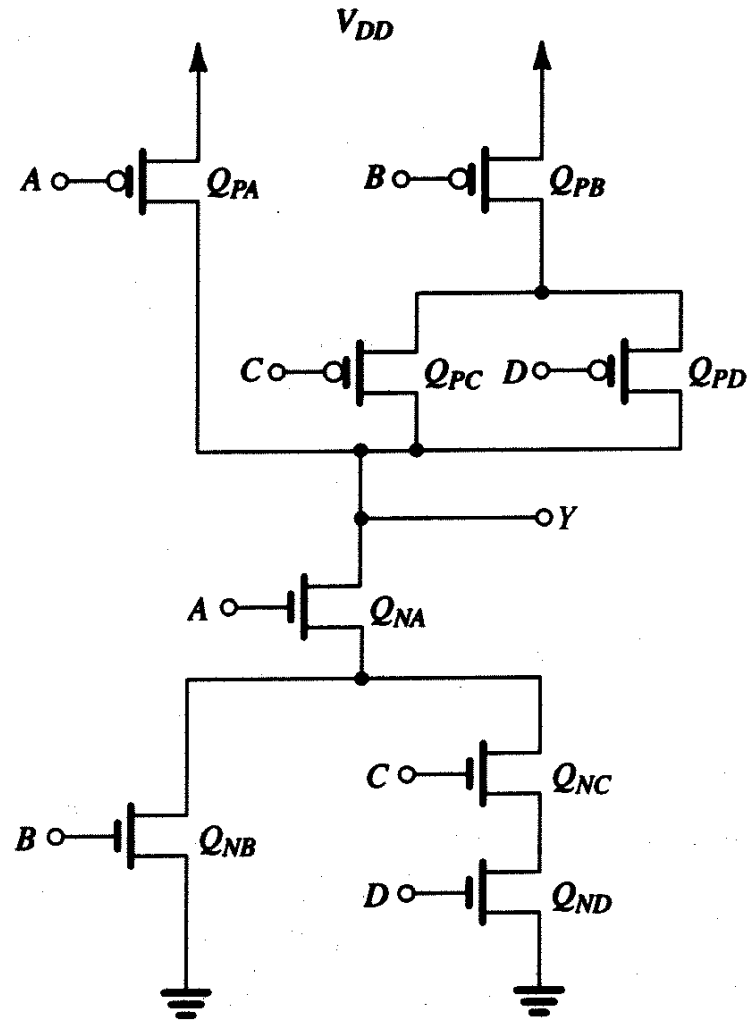 V_DD
A Q_PA B Q_PB
C Q_PC D Q_PD
Y
A Q_NA
C Q_NC
B Q_NB
D Q_ND